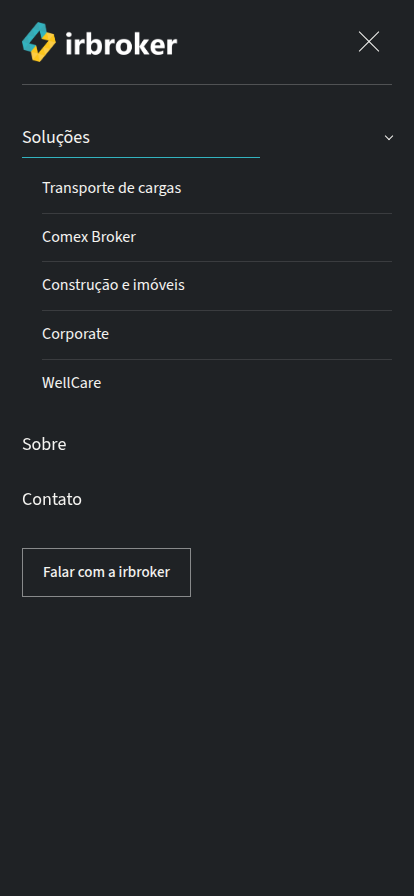 irbroker
Soluções
Transporte de cargas
Comex Broker
Construção e imóveis
Corporate
WellCare
Sobre
Contato
Falar com a irbroker